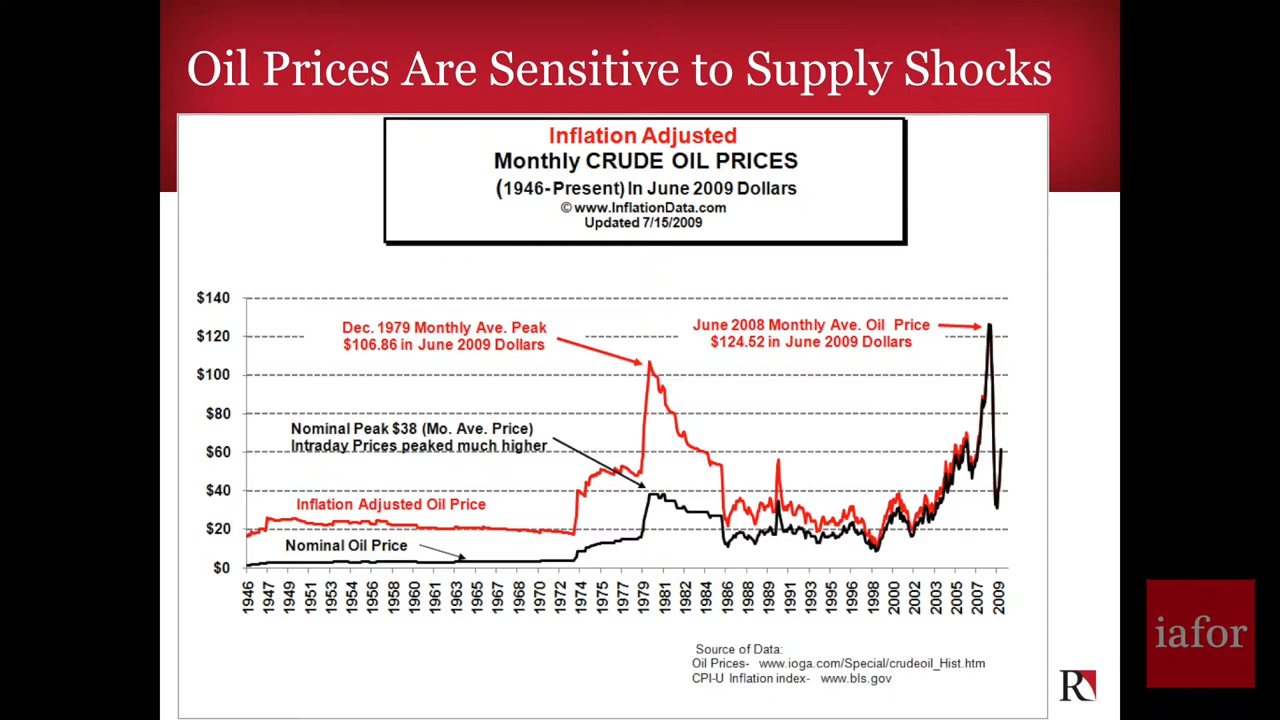 Oil Prices Are Sensitive to Supply Shocks
Inflation Adjusted
Monthly CRUDE OIL PRICES
(1946-Present) In June 2009 Dollars
© www.InflationData.com
Updated 7/15/2009
$140
$120
$100
$80
$60
$40
$20
$0
Dec. 1979 Monthly Ave. Peak
$106.86 in June 2009 Dollars
June 2008 Monthly Ave. Oil Price
$124.52 in June 2009 Dollars
Nominal Peak $38 (Mo. Ave. Price)
Intraday Prices peaked much higher
Inflation Adjusted Oil Price
Nominal Oil Price
1946
1947
1949
1951
1953
1954
1956
1958
1960
1961
1963
1965
1967
1968
1970
1972
1974
1975
1977
1979
1981
1982
1984
1986
1988
1989
1991
1993
1995
1996
1998
2000
2002
2003
2005
2007
2009
Source of Data:
Oil Prices- www.ioga.com/Special/crudeoil_Hist.htm
CPI-U Inflation index- www.bls.gov
R
iafor